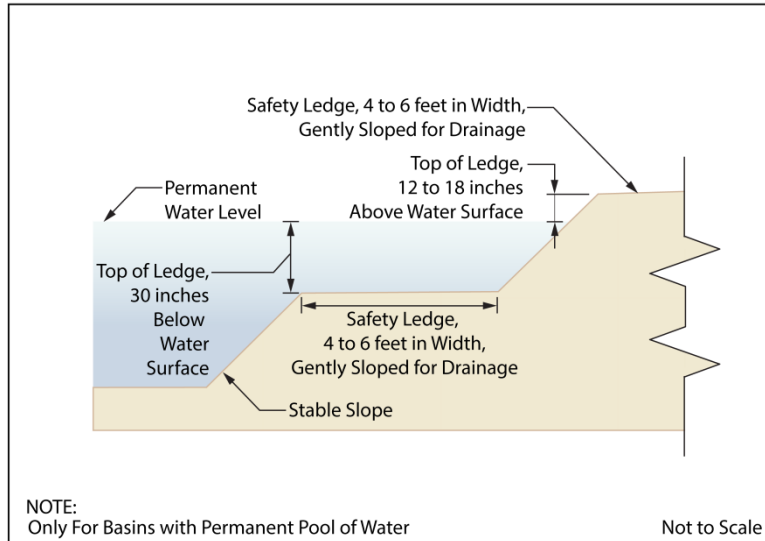 Safety Ledge, 4 to 6 feet in Width,
Gently Sloped for Drainage
Top of Ledge,
12 to 18 inches
Above Water Surface
Permanent
Water Level
Top of Ledge,
30 inches
Below
Water
Surface
Safety Ledge,
4 to 6 feet in Width,
Gently Sloped for Drainage
Stable Slope
NOTE:
Only For Basins with Permanent Pool of Water
Not to Scale